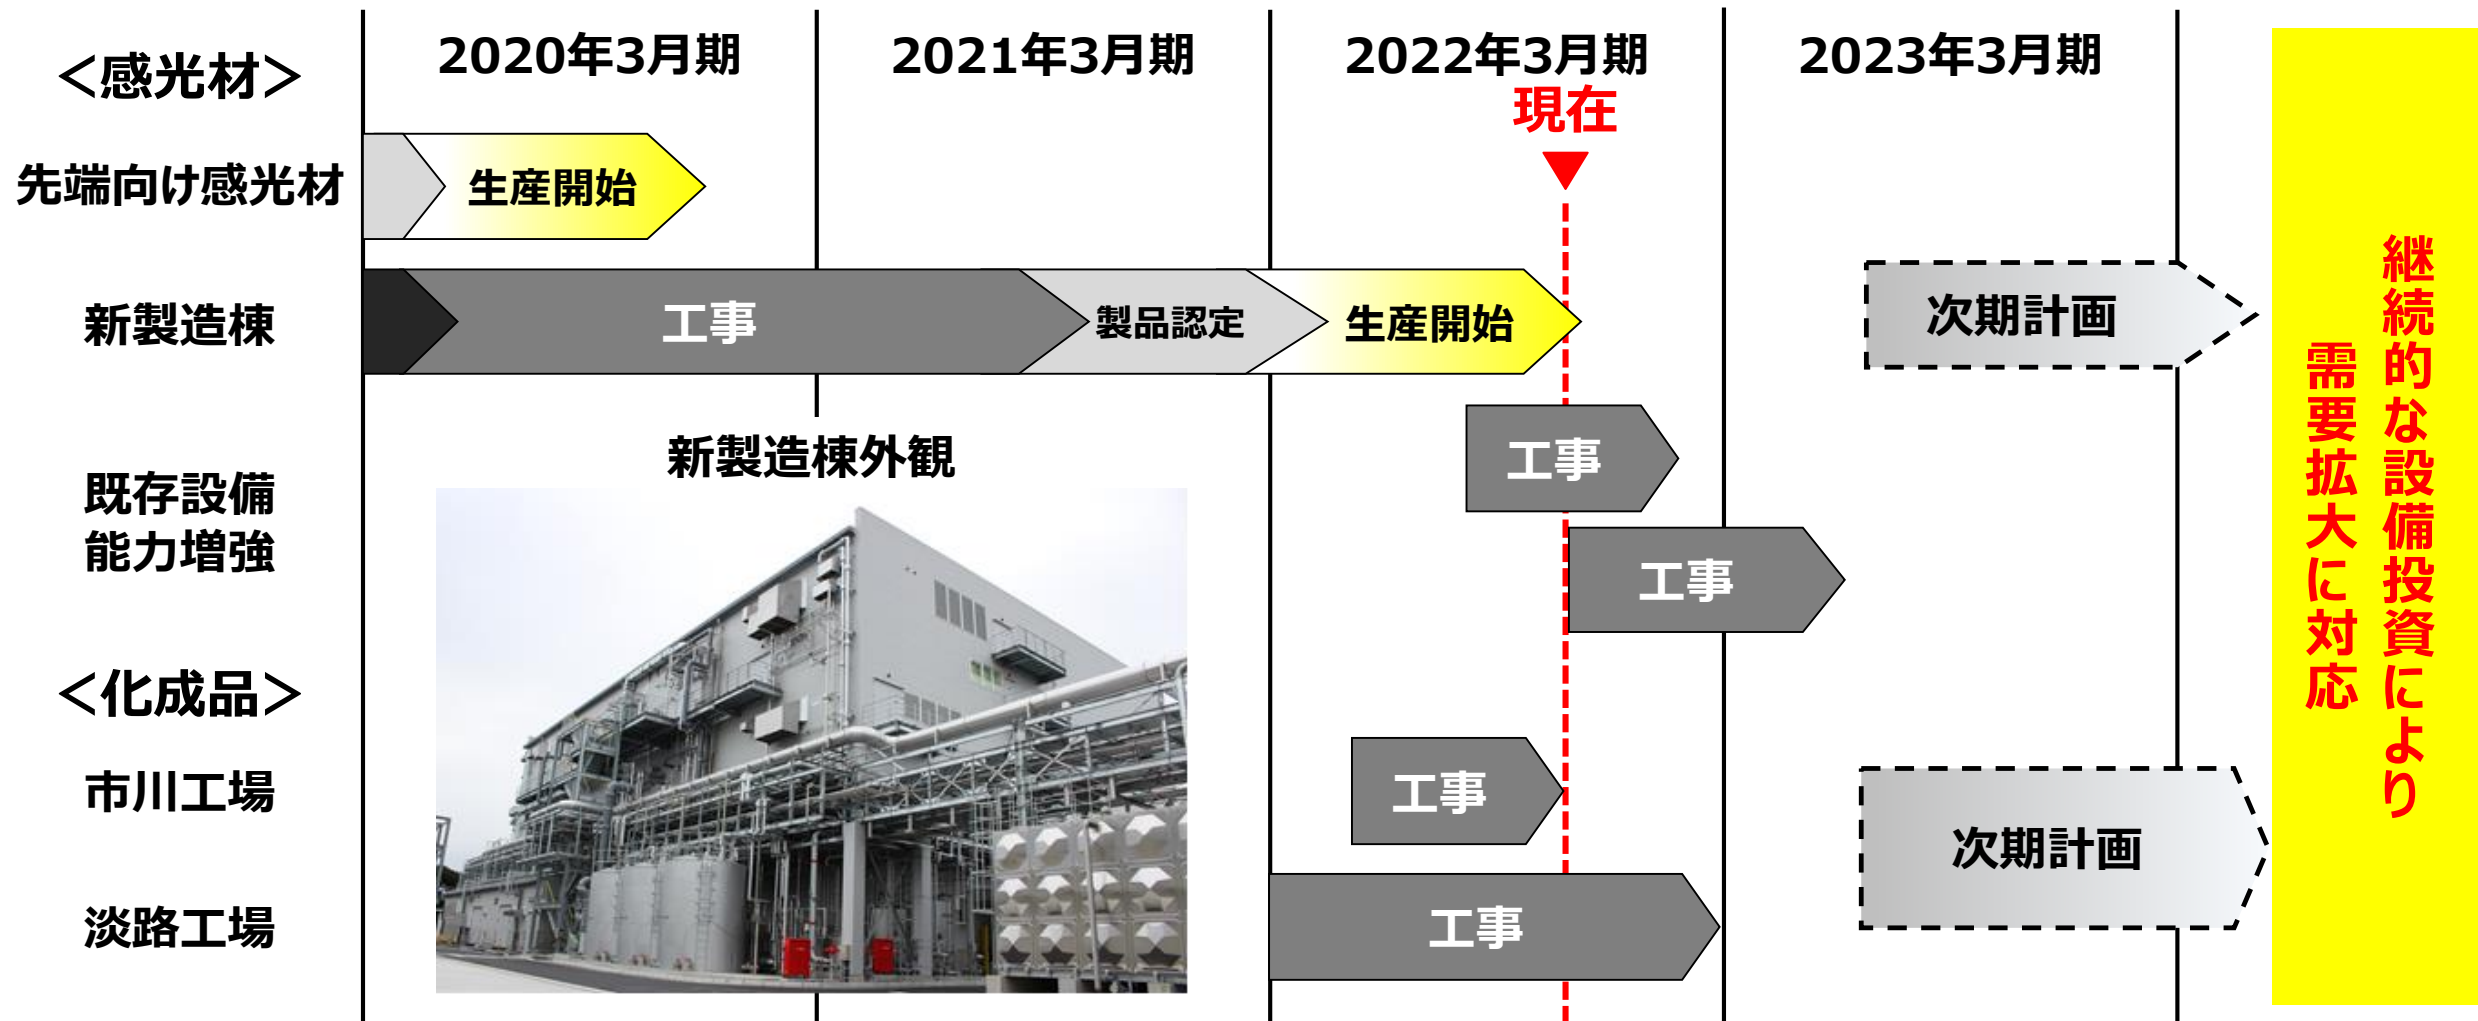 2020年3月期
2021年3月期
2022年3月期
2023年3月期
現在
＜感光材＞
先端向け感光材
生産開始
新製造棟
工事
製品認定
生産開始
次期計画
既存設備
能力増強
工事
工事
新製造棟外観
＜化成品＞
市川工場
工事
淡路工場
工事
次期計画
継続的な設備投資により
需要拡大に対応